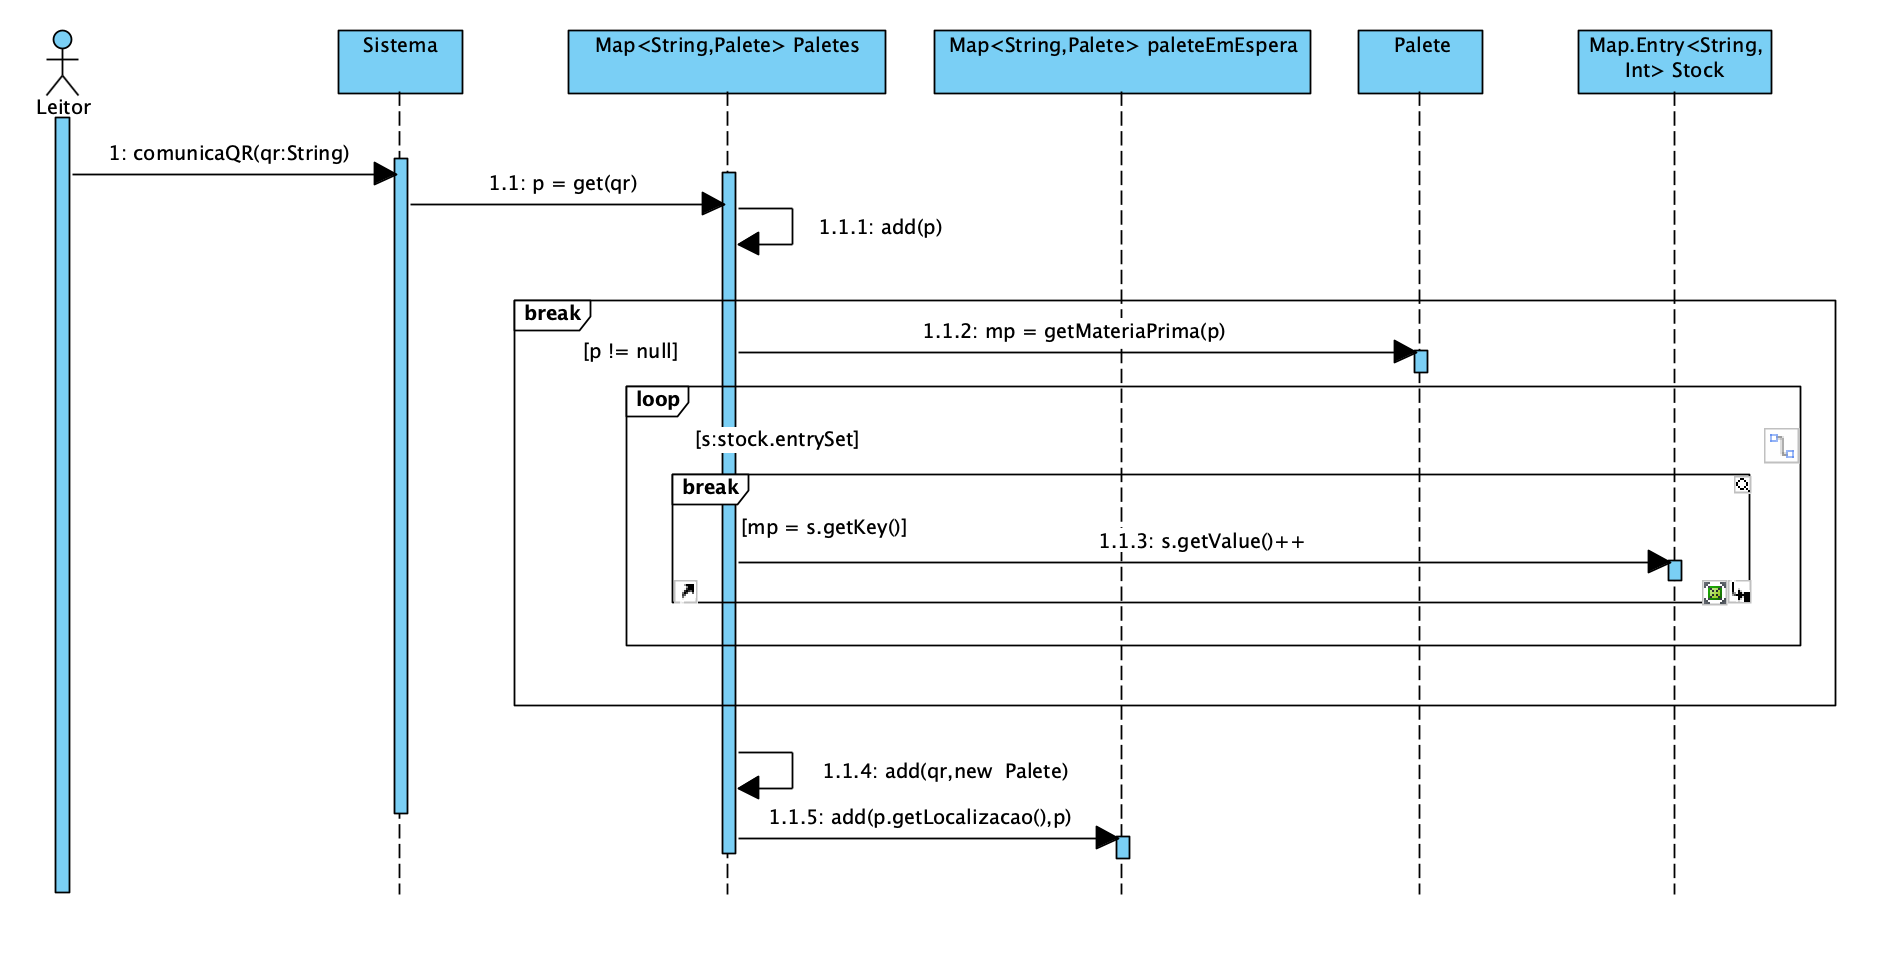 Leitor
Sistema
Map<String,Palete> Paletes
Map<String,Palete> paleteEmEspera
Palete
Map.Entry<String,
Int> Stock
1: comunicaQR(qr:String)
1.1: p = get(qr)
1.1.1: add(p)
break
[p != null]
1.1.2: mp = getMateriaPrima(p)
loop
[s:stock.entrySet]
break
[mp = s.getKey()]
1.1.3: s.getValue()++
1.1.4: add(qr,new  Palete)
1.1.5: add(p.getLocalizacao(),p)